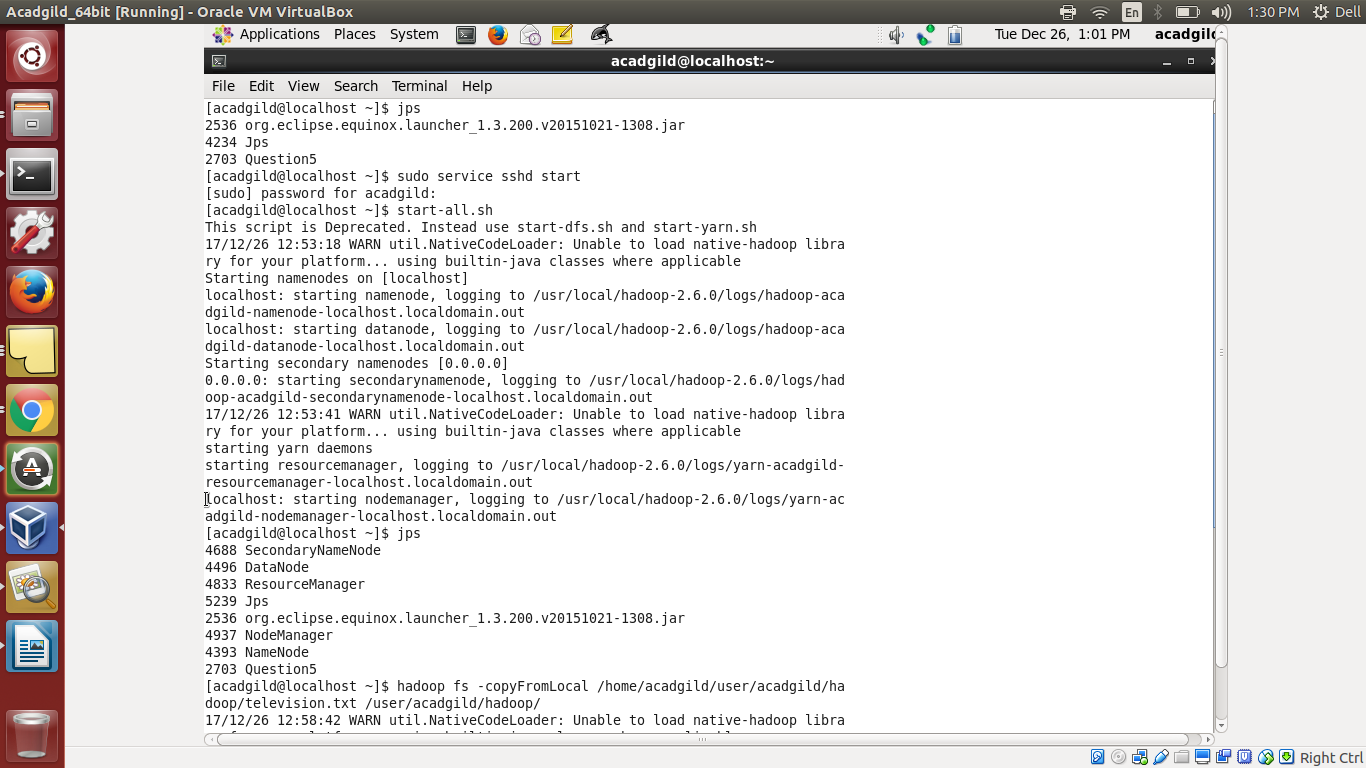 Acadgild_64bit [Running] - Oracle VM VirtualBox
En
1:30 PM
Dell
Applications Places System
Tue Dec 26, 1:01 PM
acadgild
acadgild@localhost:~
File Edit View Search Terminal Help
[acadgild@localhost ~]$ jps
2536 org.eclipse.equinox.launcher_1.3.200.v20151021-1308.jar
4234 Jps
2703 Question5
[acadgild@localhost ~]$ sudo service sshd start
[sudo] password for acadgild:
[acadgild@localhost ~]$ start-all.sh
This script is Deprecated. Instead use start-dfs.sh and start-yarn.sh
17/12/26 12:53:18 WARN util.NativeCodeLoader: Unable to load native-hadoop libra
ry for your platform... using builtin-java classes where applicable
Starting namenodes on [localhost]
localhost: starting namenode, logging to /usr/local/hadoop-2.6.0/logs/hadoop-aca
dgild-namenode-localhost.localdomain.out
localhost: starting datanode, logging to /usr/local/hadoop-2.6.0/logs/hadoop-aca
dgild-datanode-localhost.localdomain.out
Starting secondary namenodes [0.0.0.0]
0.0.0.0: starting secondarynamenode, logging to /usr/local/hadoop-2.6.0/logs/had
oop-acadgild-secondarynamenode-localhost.localdomain.out
17/12/26 12:53:41 WARN util.NativeCodeLoader: Unable to load native-hadoop libra
ry for your platform... using builtin-java classes where applicable
starting yarn daemons
starting resourcemanager, logging to /usr/local/hadoop-2.6.0/logs/yarn-acadgild-
resourcemanager-localhost.localdomain.out
localhost: starting nodemanager, logging to /usr/local/hadoop-2.6.0/logs/yarn-ac
adgild-nodemanager-localhost.localdomain.out
[acadgild@localhost ~]$ jps
4688 SecondaryNameNode
4496 DataNode
4833 ResourceManager
5239 Jps
2536 org.eclipse.equinox.launcher_1.3.200.v20151021-1308.jar
4937 NodeManager
4393 NameNode
2703 Question5
[acadgild@localhost ~]$ hadoop fs -copyFromLocal /home/acadgild/user/acadgild/ha
doop/television.txt /user/acadgild/hadoop/
17/12/26 12:58:42 WARN util.NativeCodeLoader: Unable to load native-hadoop libra
Right Ctrl